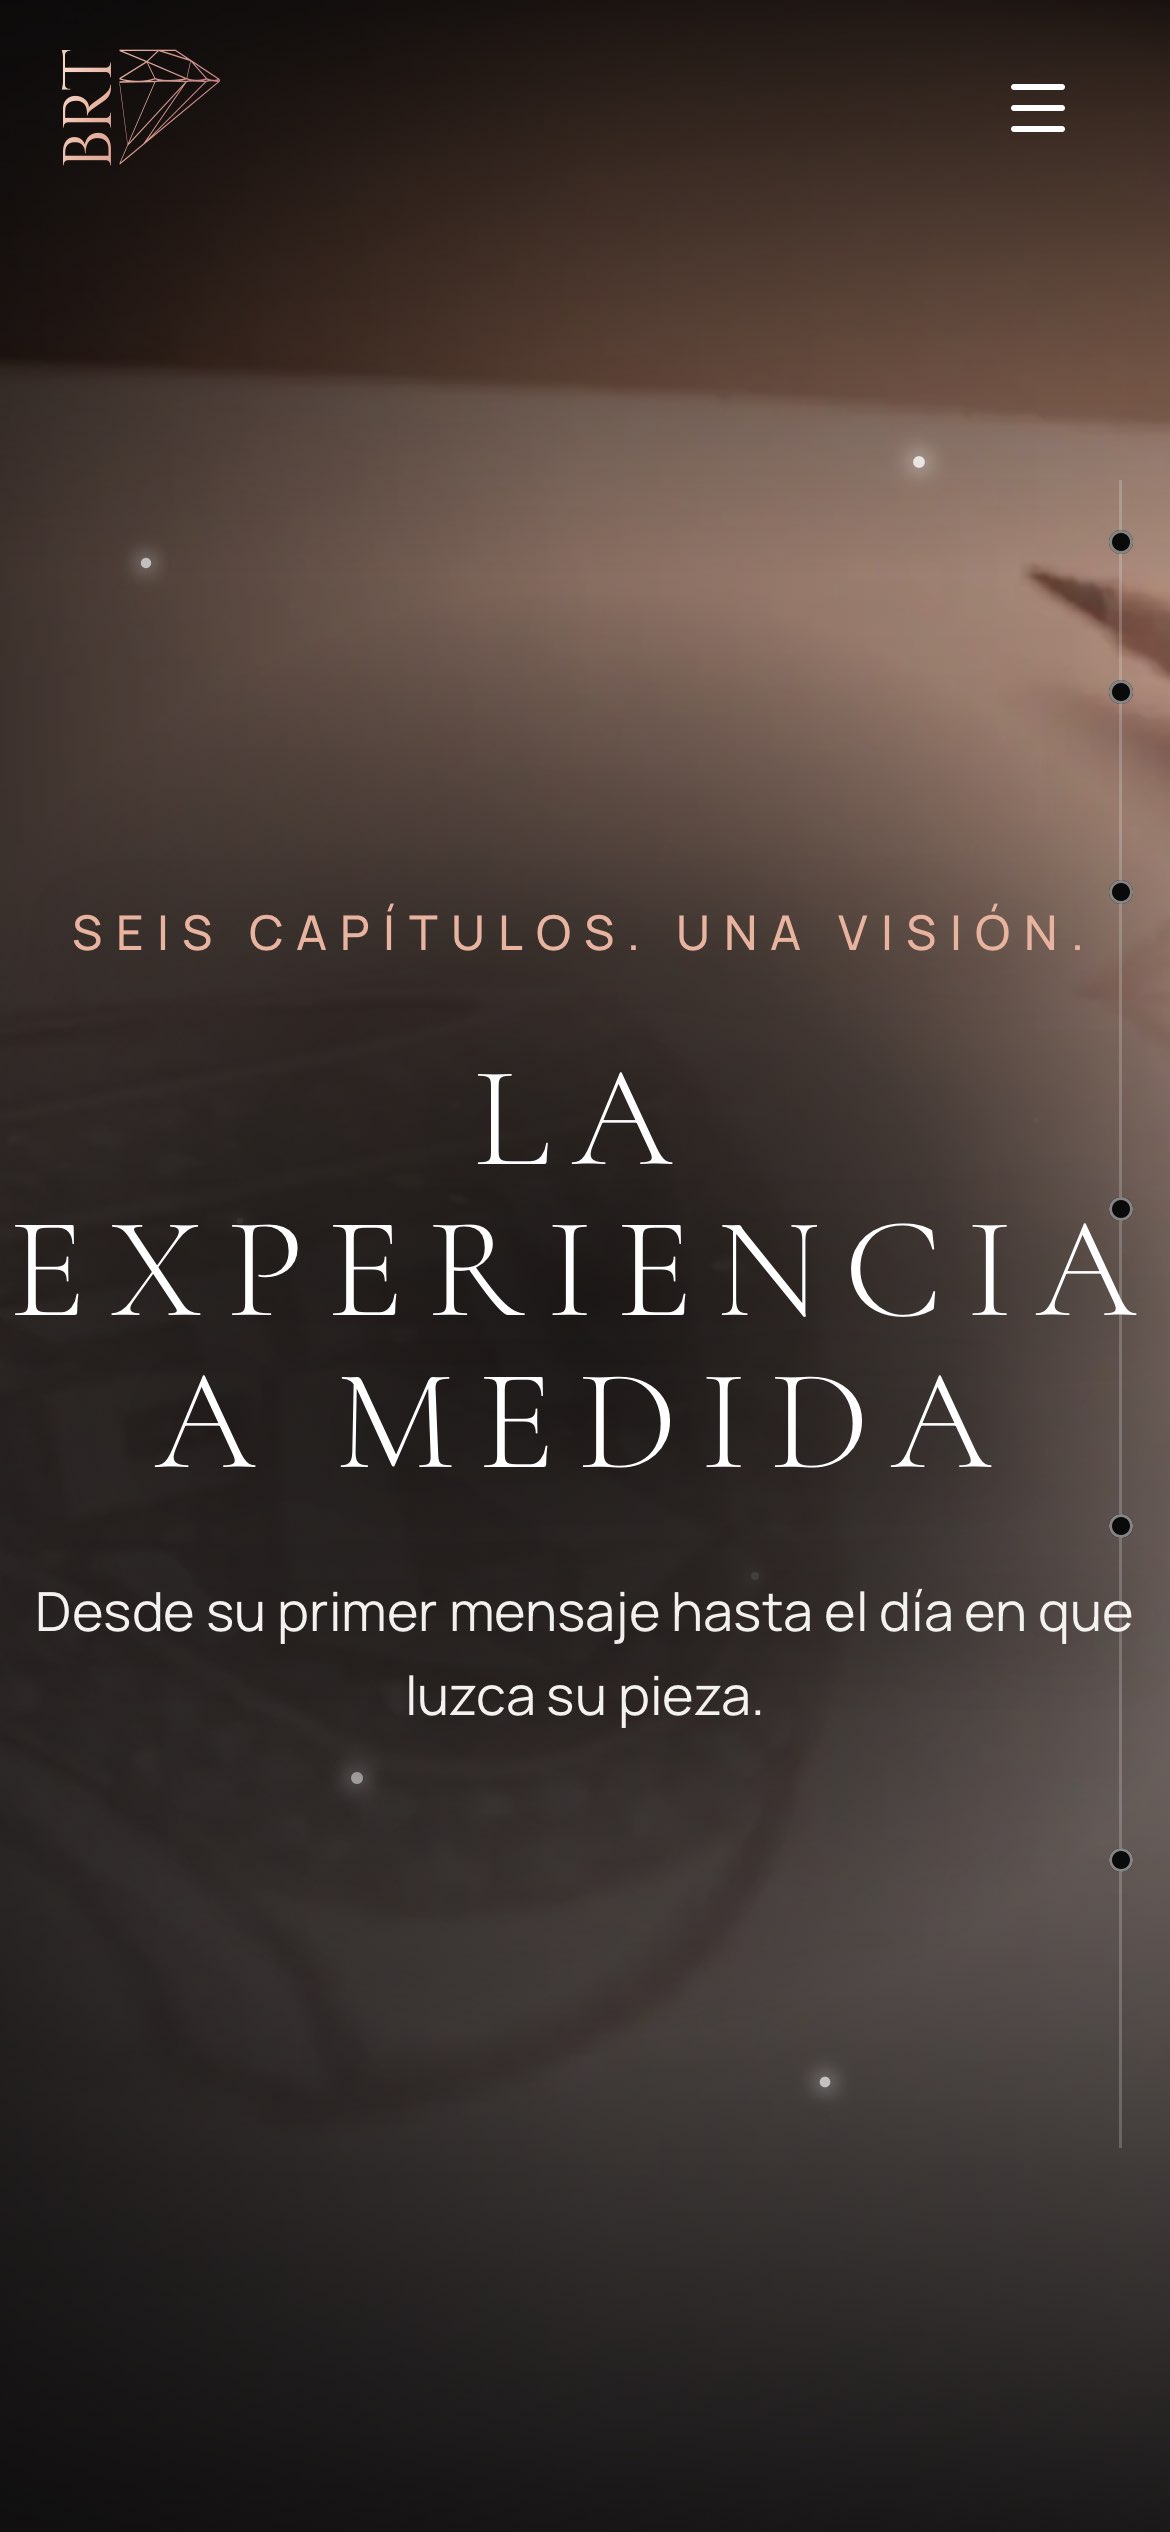 BRT
SEIS CAPÍTULOS. UNA VISIÓN.
LA
EXPERIENCIA
A MEDIDA
Desde su primer mensaje hasta el día en que
luzca su pieza.